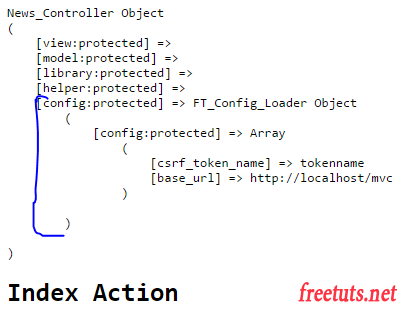 News_Controller Object
(
    [view:protected] =>
    [model:protected] =>
    [library:protected] =>
    [helper:protected] =>
    [config:protected] => FT_Config_Loader Object
        (
            [config:protected] => Array
                (
                    [csrf_token_name] => tokenname
                    [base_url] => http://localhost/mvc
                )

        )

)
Index Action
freetuts.net